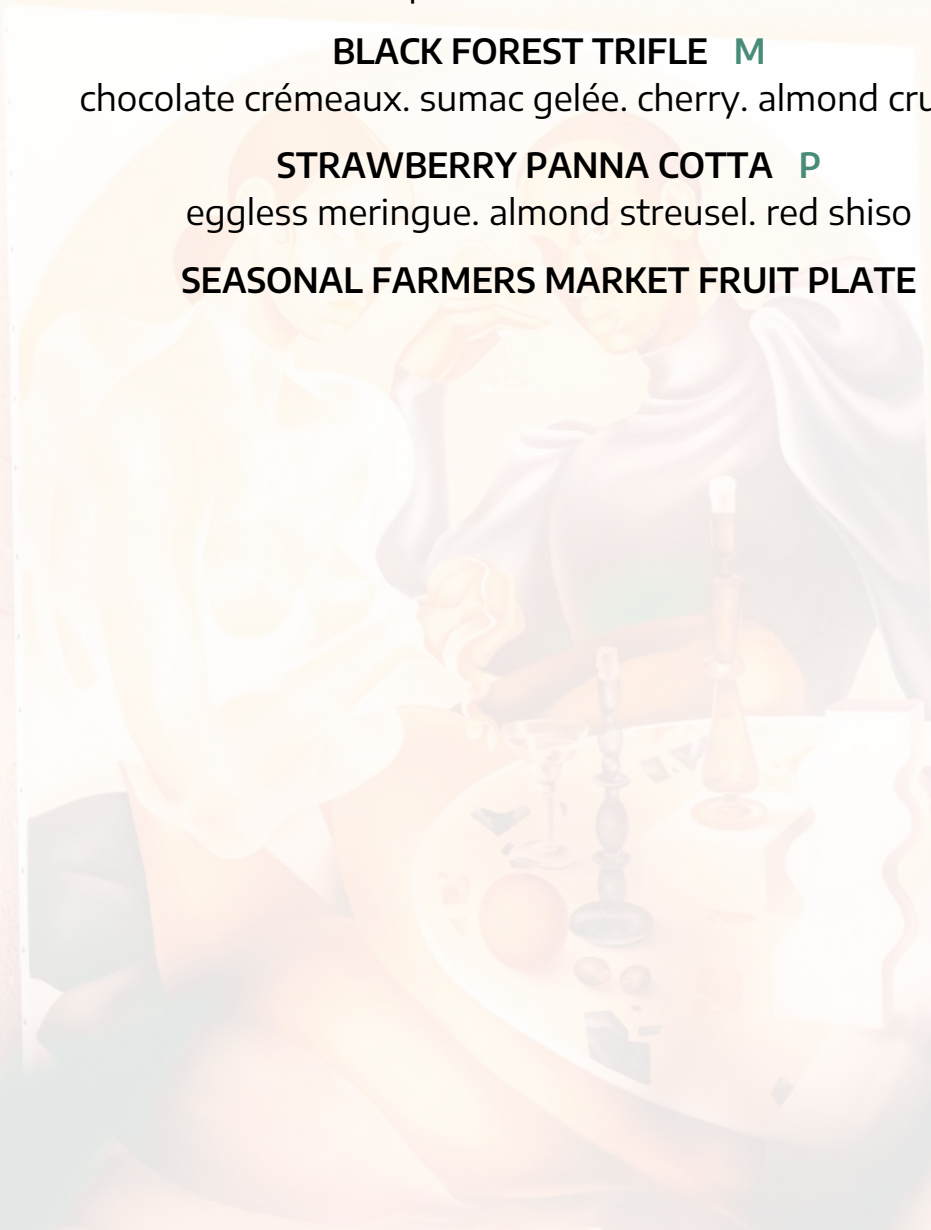 BLACK FOREST TRIFLE M
chocolate crémeaux. sumac gelée. cherry. almond
STRAWBERRY PANNA COTTA P
eggless meringue. almond streusel. red shiso
SEASONAL FARMERS MARKET FRUIT PLATE